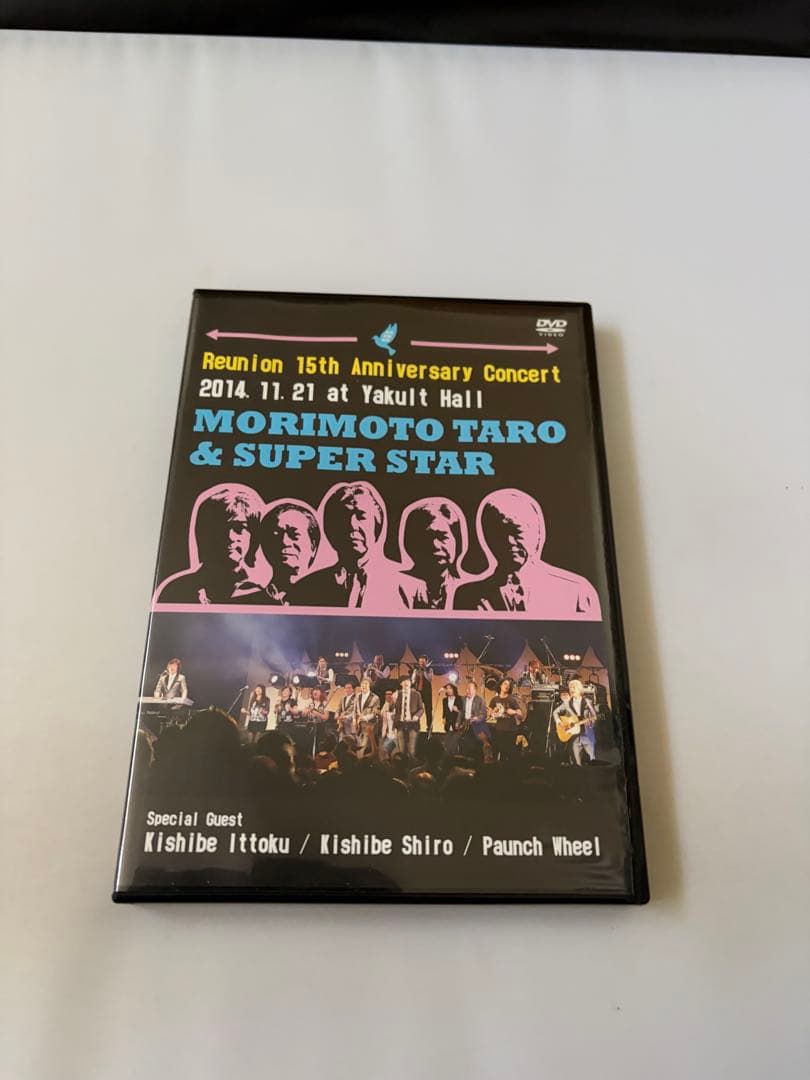 DVD
VIDEO
Reunion 15th Anniversary Concert
2014. 11. 21 at Yakult Hall
MORIMOTO TARO
& SUPER STAR
Special Guest
Kishibe Ittoku / Kishibe Shiro / Paunch Wheel